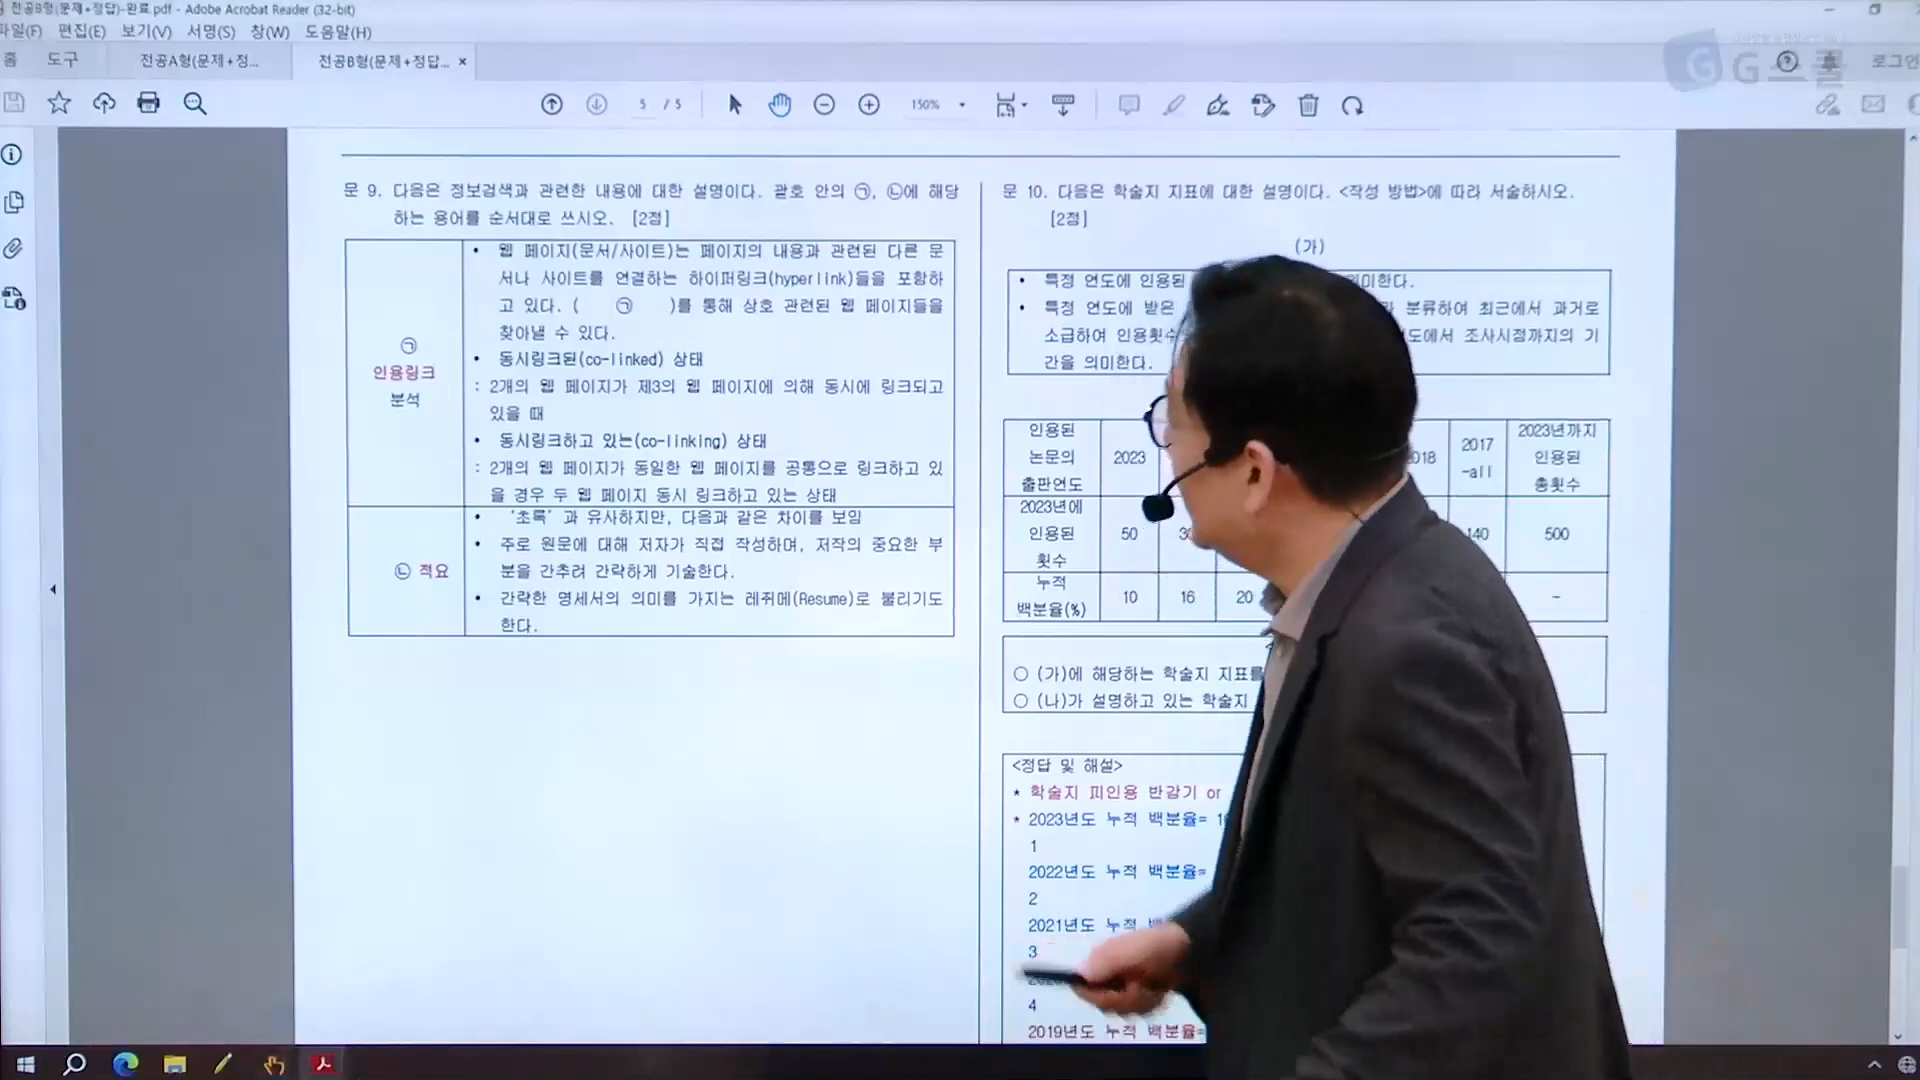 전공B형(문제+정답)-완료.pdf - Adobe Acrobat Reader (32-bit)
파일(F) 편집(E) 보기(V) 서명(S) 창(W) 도움말(H)
홈 도구 전공A형(문제+정... 전공B형(문제+정답... ×
로그인
G스쿨
5 / 5 150%
문 9. 다음은 정보검색과 관련한 내용에 대한 설명이다. 괄호 안의 ㉠, ㉡에 해당
하는 용어를 순서대로 쓰시오. [2점]
㉠
인용링크
분석
• 웹 페이지(문서/사이트)는 페이지의 내용과 관련된 다른 문
서나 사이트를 연결하는 하이퍼링크(hyperlink)들을 포함하
고 있다. ( ㉠ )를 통해 상호 관련된 웹 페이지들을
찾아낼 수 있다.
• 동시링크된(co-linked) 상태
: 2개의 웹 페이지가 제3의 웹 페이지에 의해 동시에 링크되고
있을 때
• 동시링크하고 있는(co-linking) 상태
: 2개의 웹 페이지가 동일한 웹 페이지를 공통으로 링크하고 있
을 경우 두 웹 페이지 동시 링크하고 있는 상태
㉡ 적요
• '초록'과 유사하지만, 다음과 같은 차이를 보임
• 주로 원문에 대해 저자가 직접 작성하며, 저작의 중요한 부
분을 간추려 간략하게 기술한다.
• 간략한 명세서의 의미를 가지는 레쥐메(Resume)로 불리기도
한다.
문 10. 다음은 학술지 지표에 대한 설명이다. <작성 방법>에 따라 서술하시오.
[2점]
(가)
• 특정 연도에 인용된 의미한다.
• 특정 연도에 받은 분류하여 최근에서 과거로
소급하여 인용횟수 도에서 조사시점까지의 기
간을 의미한다.
인용된
논문의
출판연도
2023
018
2017
-all
2023년까지
인용된
총횟수
2023년에
인용된
횟수
50
140
500
누적
백분율(%)
10
16
20
-
○ (가)에 해당하는 학술지 지표를
○ (나)가 설명하고 있는 학술지
<정답 및 해설>
* 학술지 피인용 반감기 or
* 2023년도 누적 백분율=
1
2022년도 누적 백분율=
2
2021년도 누적
3
4
2019년도 누적 백분율=